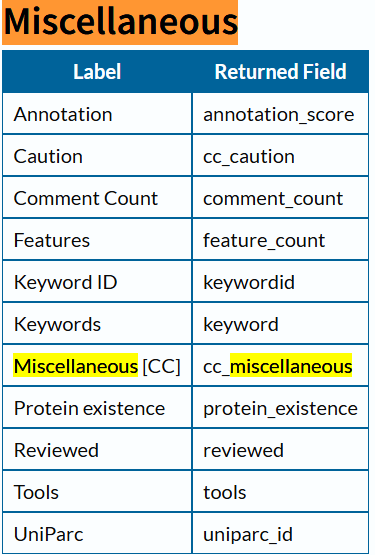 Miscellaneous
Label Returned Field
Annotation annotation_score
Caution cc_caution
Comment Count comment_count
Features feature_count
Keyword ID keywordid
Keywords keyword
Miscellaneous [CC] cc_miscellaneous
Protein existence protein_existence
Reviewed reviewed
Tools tools
UniParc uniparc_id